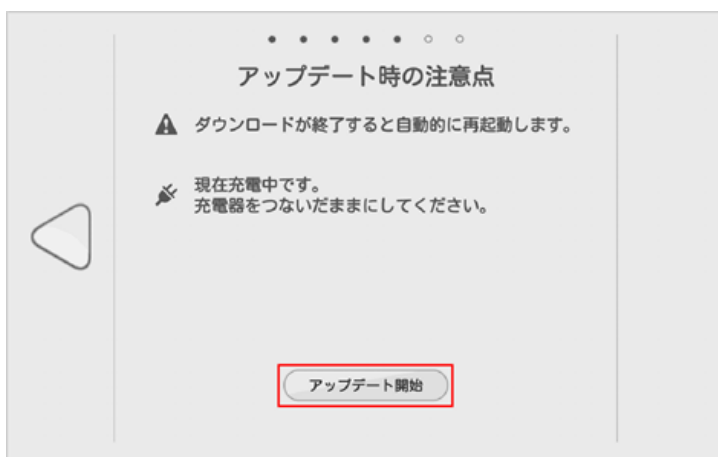 アップデート時の注意点
ダウンロードが終了すると自動的に再起動します。
現在充電中です。
充電器をつないだままにしてください。
アップデート開始